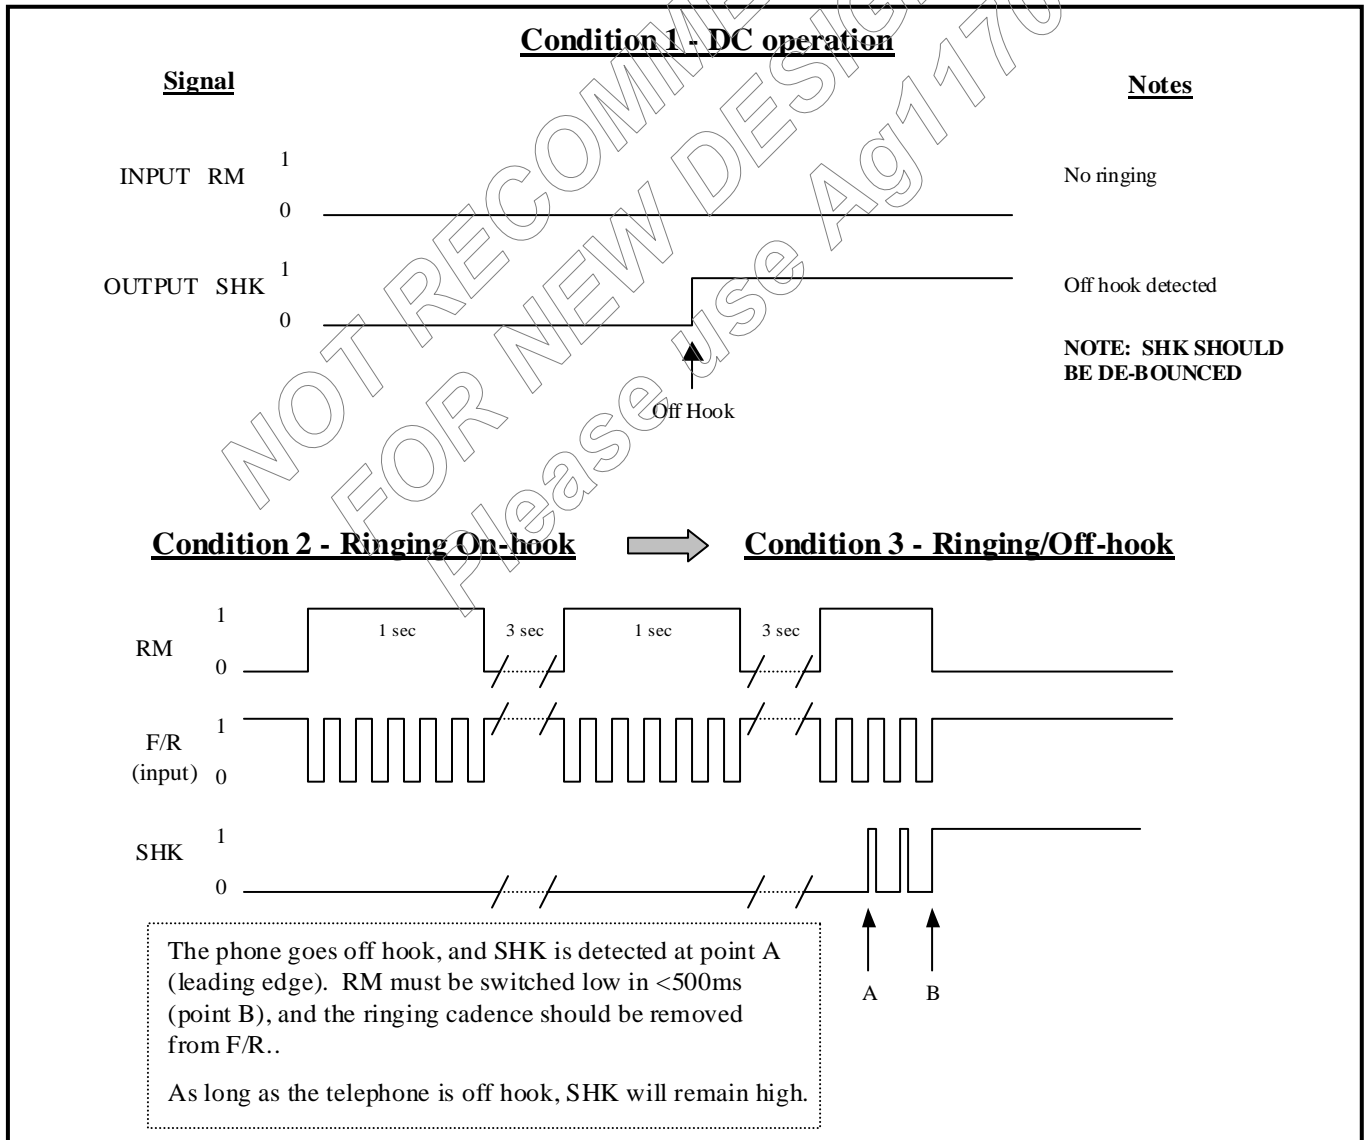 Condition 1 - DC operation
Signal
Notes
INPUT RM
1
0
No ringing
OUTPUT SHK
1
0
Off hook detected
NOTE: SHK SHOULD
BE DE-BOUNCED
Off Hook
NOT RECOMME
FOR NEW DESIG
Please use Ag1170
Condition 2 - Ringing On-hook
Condition 3 - Ringing/Off-hook
RM
1
0
1 sec
3 sec
1 sec
3 sec
F/R
(input)
1
0
SHK
1
0
A
B
The phone goes off hook, and SHK is detected at point A
(leading edge). RM must be switched low in <500ms
(point B), and the ringing cadence should be removed
from F/R..
As long as the telephone is off hook, SHK will remain high.